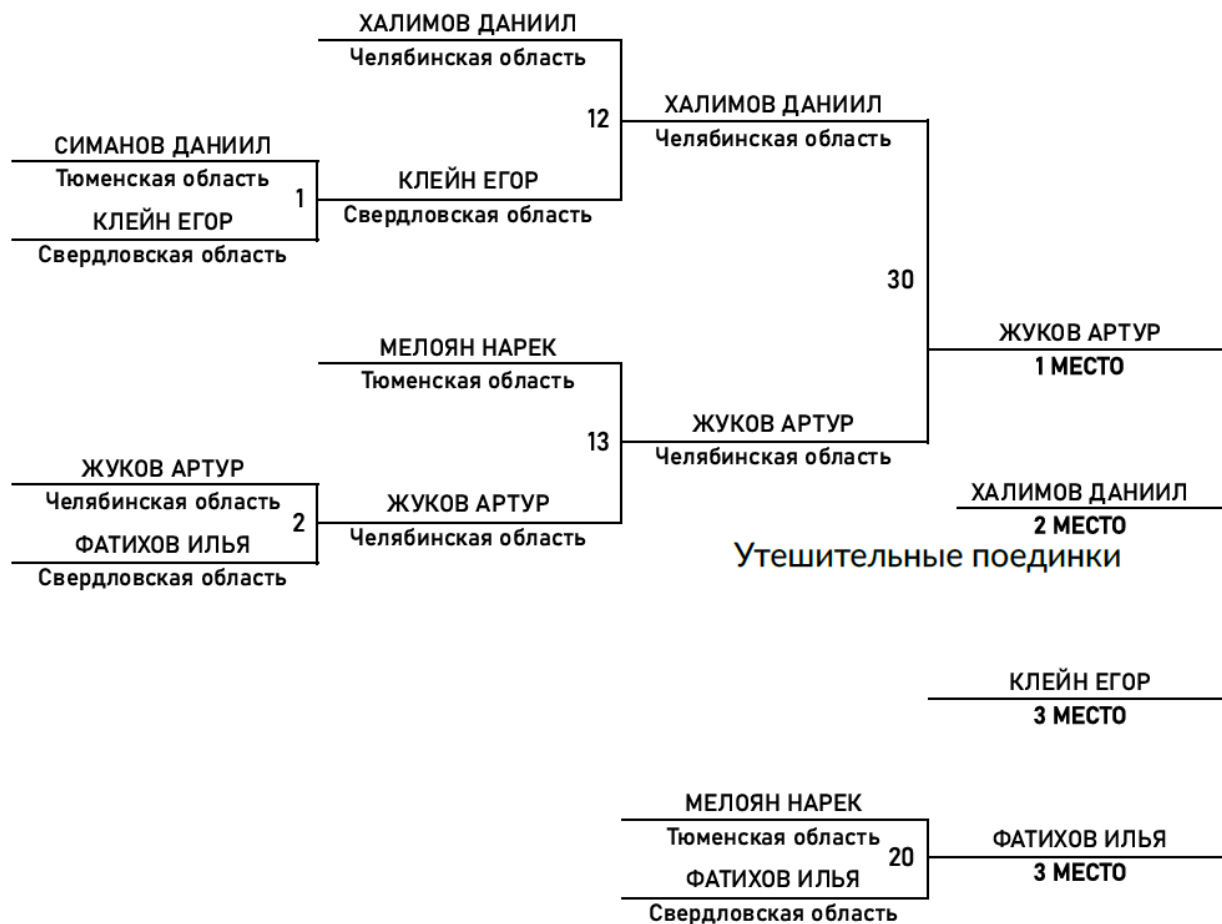 ХАЛИМОВ ДАНИИЛ
Челябинская область
12
ХАЛИМОВ ДАНИИЛ
Челябинская область
СИМАНОВ ДАНИИЛ
Тюменская область
1
КЛЕЙН ЕГОР
Свердловская область
КЛЕЙН ЕГОР
Свердловская область
30
ЖУКОВ АРТУР
1 МЕСТО
МЕЛОЯН НАРЕК
Тюменская область
13
ЖУКОВ АРТУР
Челябинская область
ЖУКОВ АРТУР
Челябинская область
2
ЖУКОВ АРТУР
Челябинская область
ФАТИХОВ ИЛЬЯ
Свердловская область
ХАЛИМОВ ДАНИИЛ
2 МЕСТО
Утешительные поединки
КЛЕЙН ЕГОР
3 МЕСТО
МЕЛОЯН НАРЕК
Тюменская область
20
ФАТИХОВ ИЛЬЯ
3 МЕСТО
ФАТИХОВ ИЛЬЯ
Свердловская область